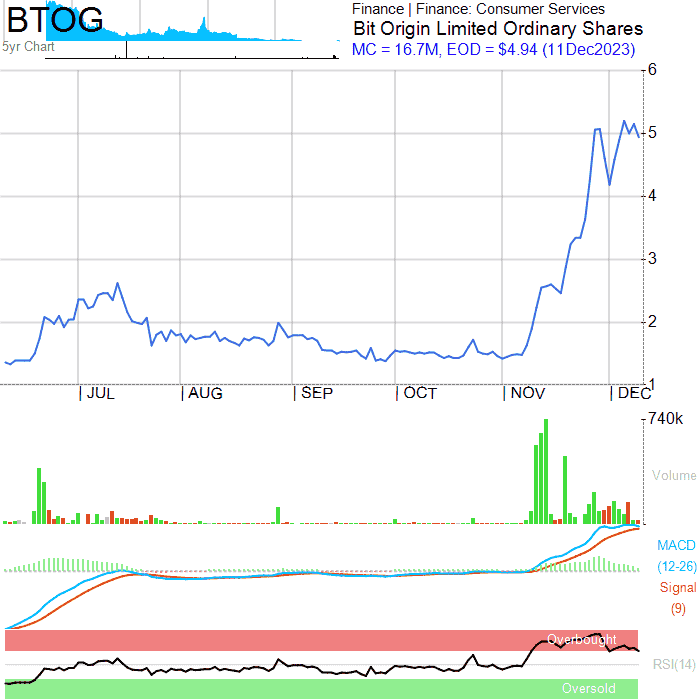 BTOG
5yr Chart
Finance | Finance: Consumer Services
Bit Origin Limited Ordinary Shares
MC = 16.7M, EOD = $4.94 (11Dec2023)
6
5
4
3
2
1
JUL AUG SEP OCT NOV DEC
740k
Volume
MACD
(12-26)
Signal
(9)
Overbought
RSI(14)
Oversold